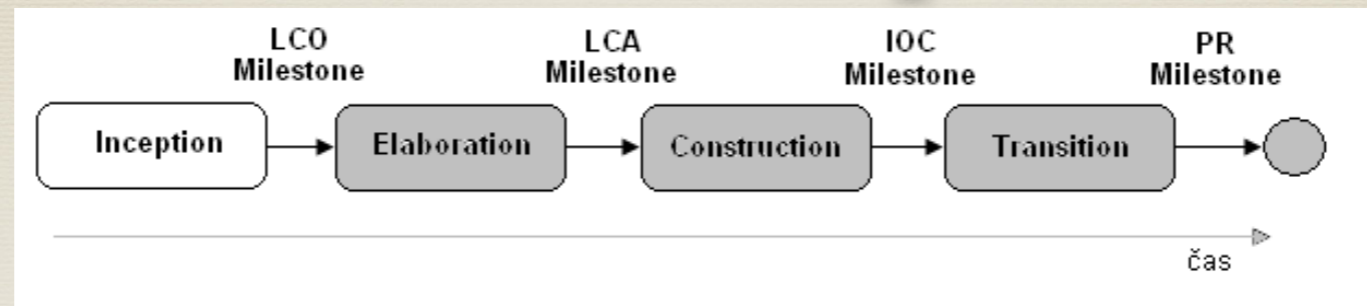 LCO
Milestone
LCA
Milestone
IOC
Milestone
PR
Milestone
Inception
Elaboration
Construction
Transition
čas